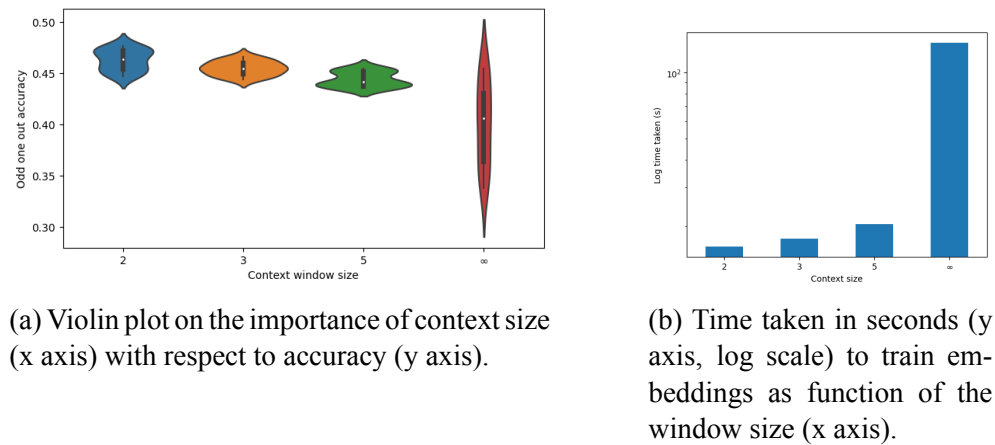 0.50
0.45
0.40
0.35
0.30
Odd one out accuracy
2 3 5 ∞
Context window size
10²
Log time taken (s)
2 3 5 ∞
Context size
(a) Violin plot on the importance of context size
(x axis) with respect to accuracy (y axis).
(b) Time taken in seconds (y
axis, log scale) to train em-
beddings as function of the
window size (x axis).